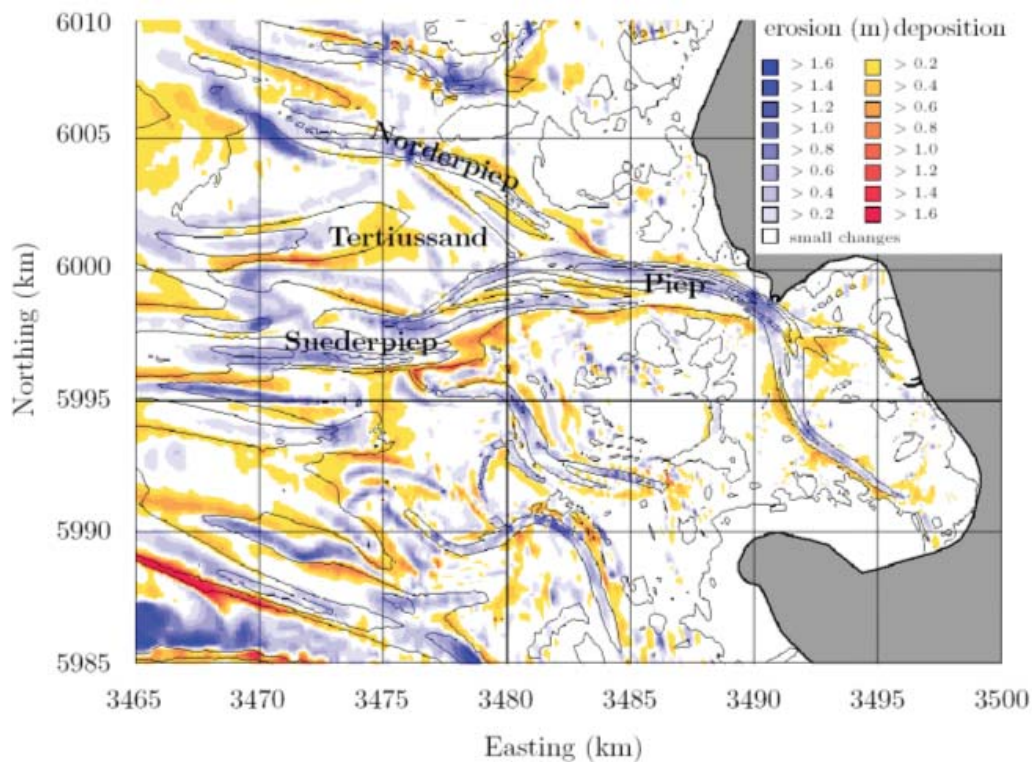 6010
6005
6000
5995
5990
5985
Northing (km)
erosion (m) deposition
> 1.6 > 0.2
> 1.4 > 0.4
> 1.2 > 0.6
> 1.0 > 0.8
> 0.8 > 1.0
> 0.6 > 1.2
> 0.4 > 1.4
> 0.2 > 1.6
small changes
Norderpiep
Tertiussand
Piep
Suederpiep
3465 3470 3475 3480 3485 3490 3495 3500
Easting (km)